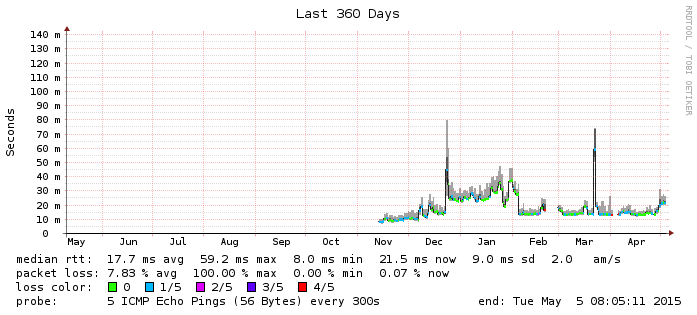 Last 360 Days
RRDTOOL / TOBI OETIKER
Seconds
140 m
130 m
120 m
110 m
100 m
90 m
80 m
70 m
60 m
50 m
40 m
30 m
20 m
10 m
0
May Jun Jul Aug Sep Oct Nov Dec Jan Feb Mar Apr
median rtt: 17.7 ms avg 59.2 ms max 8.0 ms min 21.5 ms now 9.0 ms sd 2.0 am/s
packet loss: 7.83 % avg 100.00 % max 0.00 % min 0.07 % now
loss color: 0 1/5 2/5 3/5 4/5
probe: 5 ICMP Echo Pings (56 Bytes) every 300s end: Tue May 5 08:05:11 2015